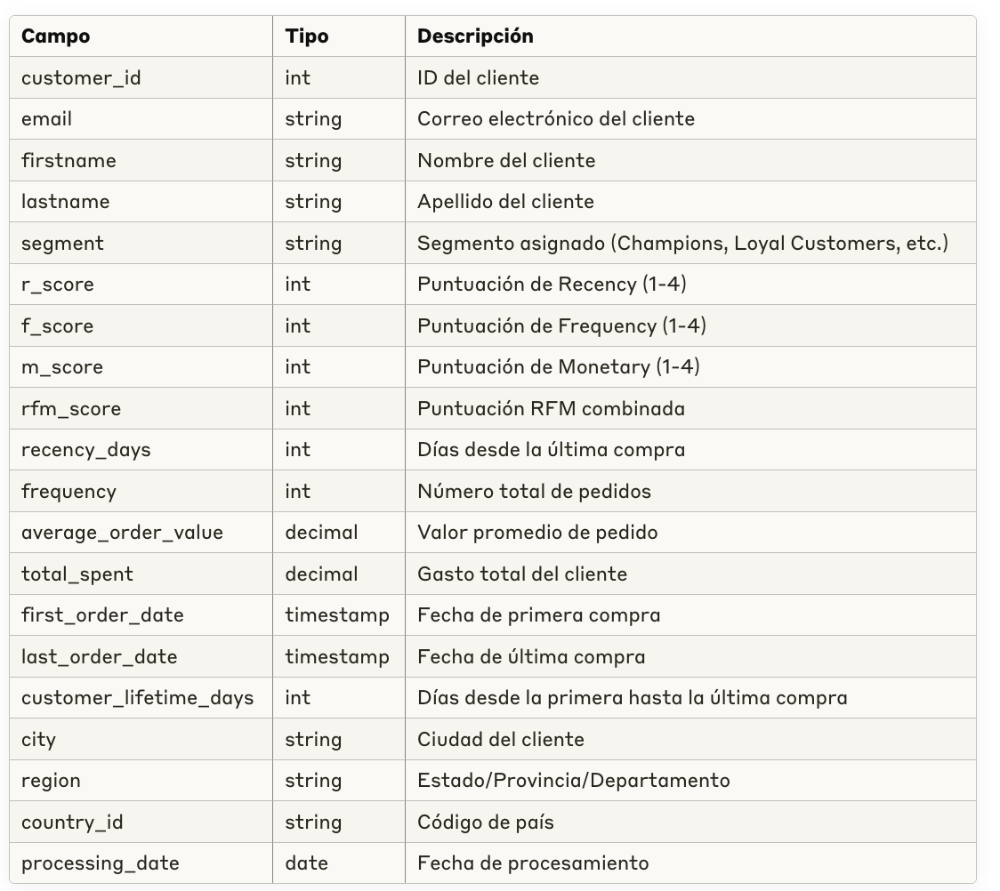 Campo Tipo Descripción
customer_id int ID del cliente
email string Correo electrónico del cliente
firstname string Nombre del cliente
lastname string Apellido del cliente
segment string Segmento asignado (Champions, Loyal Customers, etc.)
r_score int Puntuación de Recency (1-4)
f_score int Puntuación de Frequency (1-4)
m_score int Puntuación de Monetary (1-4)
rfm_score int Puntuación RFM combinada
recency_days int Días desde la última compra
frequency int Número total de pedidos
average_order_value decimal Valor promedio de pedido
total_spent decimal Gasto total del cliente
first_order_date timestamp Fecha de primera compra
last_order_date timestamp Fecha de última compra
customer_lifetime_days int Días desde la primera hasta la última compra
city string Ciudad del cliente
region string Estado/Provincia/Departamento
country_id string Código de país
processing_date date Fecha de procesamiento